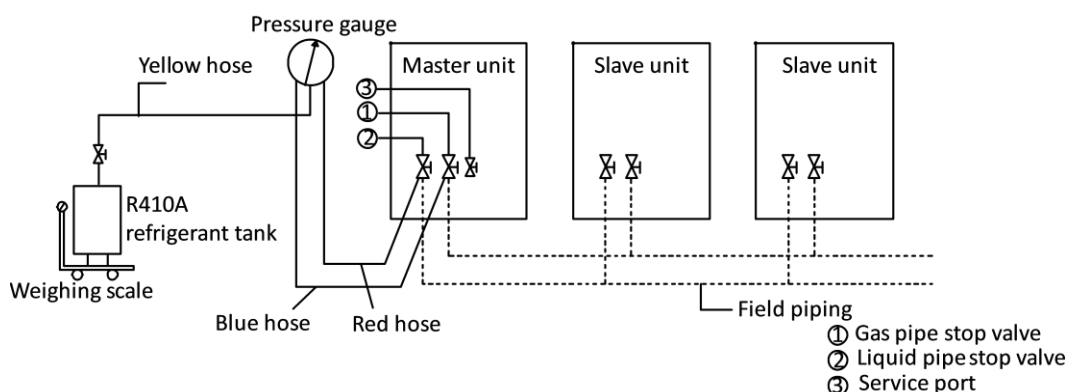 Pressure gauge
Yellow hose
Master unit
Slave unit
Slave unit
③
①
②
R410A
refrigerant tank
Weighing scale
Blue hose
Red hose
Field piping
① Gas pipe stop valve
② Liquid pipe stop valve
③ Service port